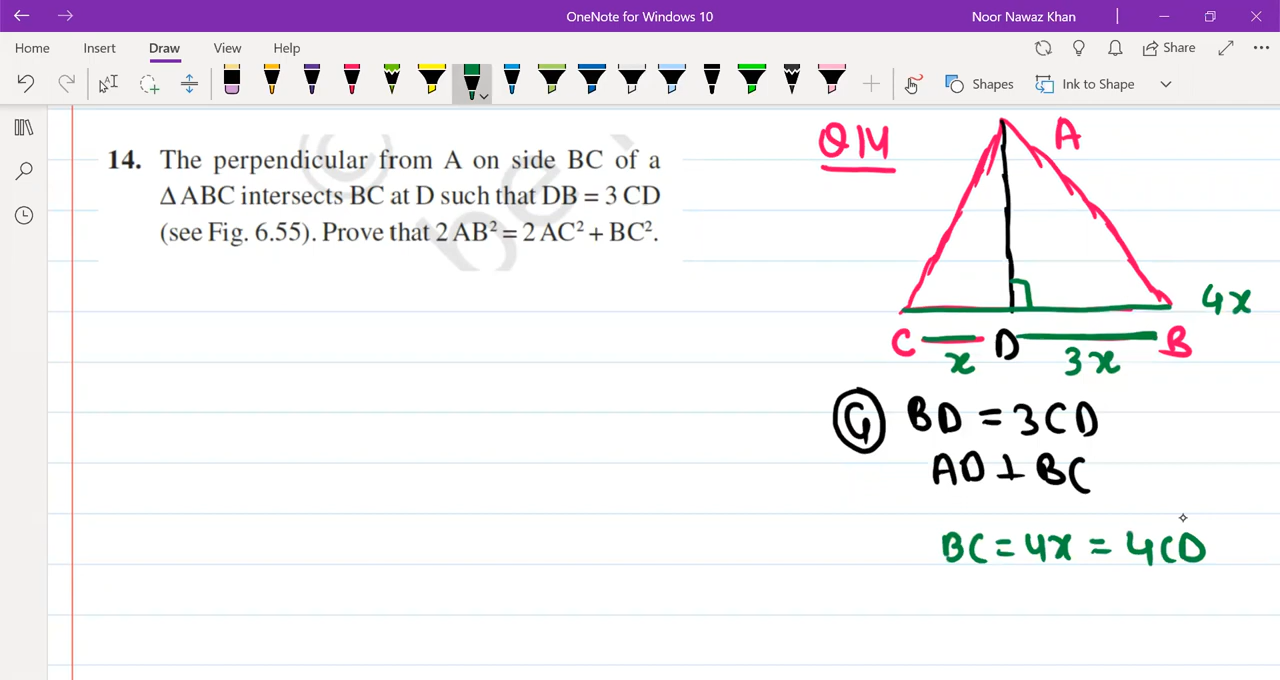 OneNote for Windows 10
Noor Nawaz Khan
Home Insert Draw View Help
Share
Shapes
Ink to Shape
14. The perpendicular from A on side BC of a
Δ ABC intersects BC at D such that DB = 3 CD
(see Fig. 6.55). Prove that 2 AB² = 2 AC² + BC².
Q14
A
4x
C D B
x 3x
G BD = 3CD
AD ⊥ BC
BC = 4x = 4CD